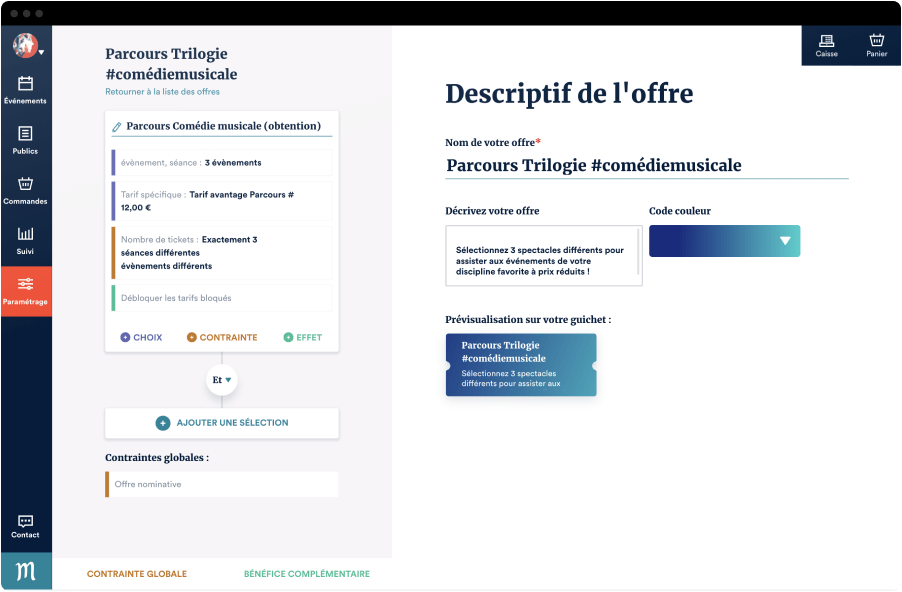 Événements
Publics
Commandes
Suivi
Paramétrage
Contact
m
Parcours Trilogie
#comédiemusicale
Retourner à la liste des offres
Parcours Comédie musicale (obtention)
évènement, séance : 3 évènements
Tarif spécifique : Tarif avantage Parcours #
12,00 €
Nombre de tickets : Exactement 3
séances différentes
évènements différents
Débloquer les tarifs bloqués
CHOIX
CONTRAINTE
EFFET
Et
AJOUTER UNE SÉLECTION
Contraintes globales :
Offre nominative
CONTRAINTE GLOBALE
BÉNÉFICE COMPLÉMENTAIRE
Caisse
Panier
Descriptif de l'offre
Nom de votre offre*
Parcours Trilogie #comédiemusicale
Décrivez votre offre
Sélectionnez 3 spectacles différents pour
assister aux événements de votre
discipline favorite à prix réduits !
Code couleur
Prévisualisation sur votre guichet :
Parcours Trilogie
#comédiemusicale
Sélectionnez 3 spectacles
différents pour assister aux